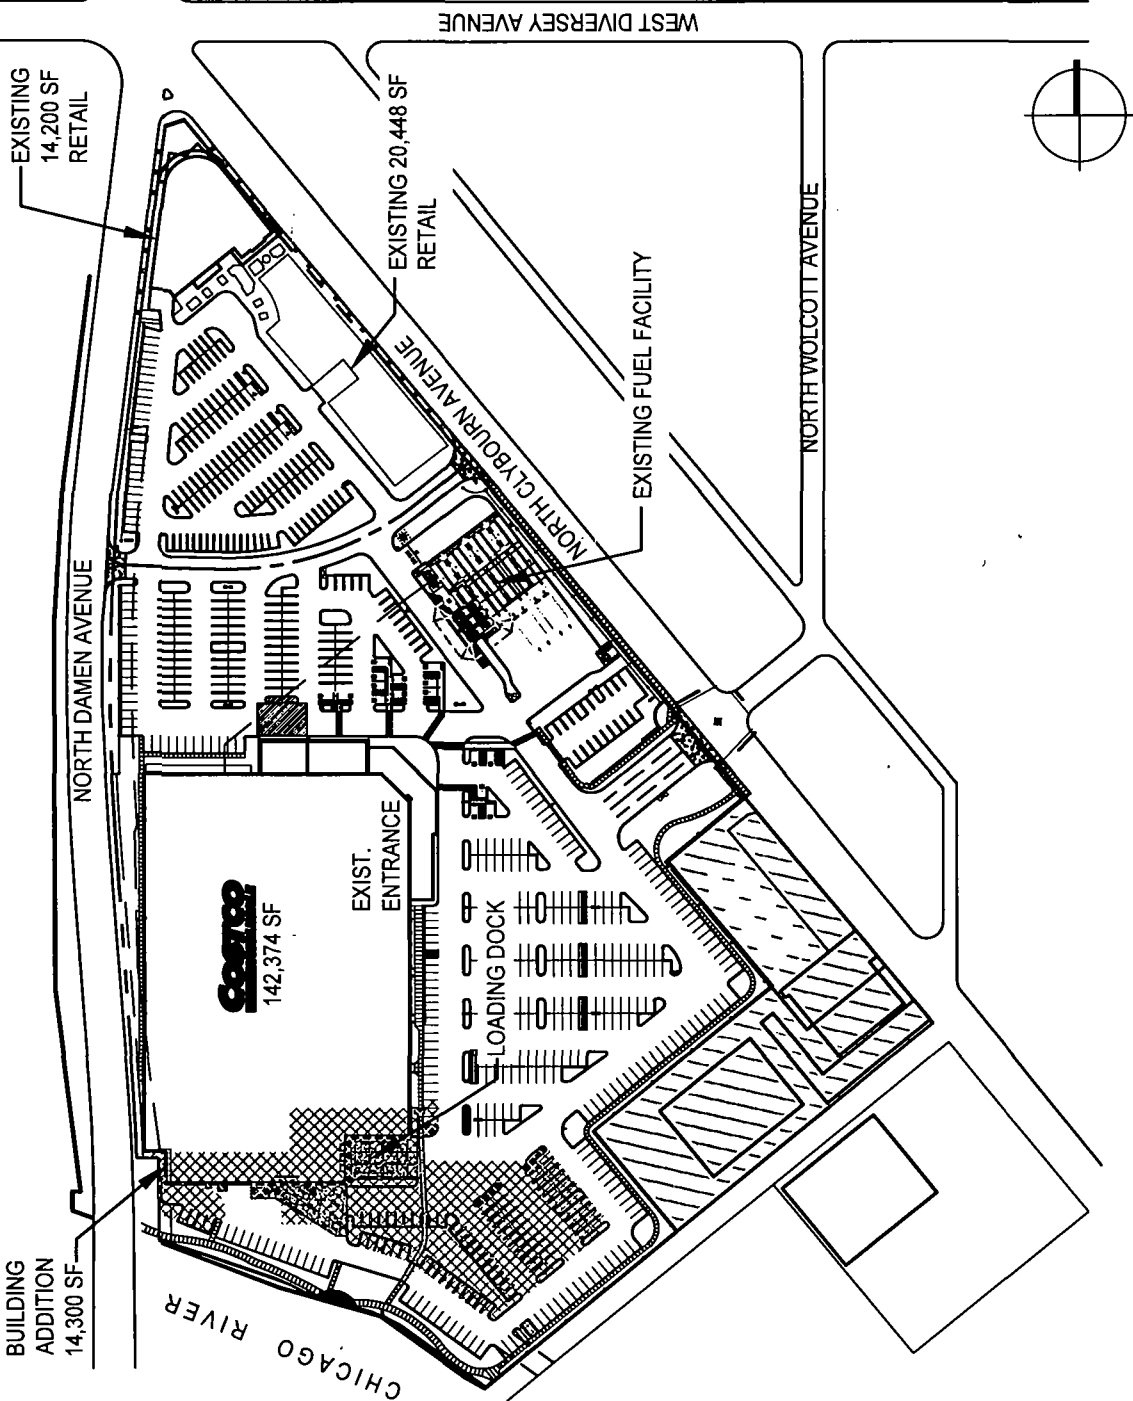 WEST DIVERSEY AVENUE
EXISTING
14,200 SF
RETAIL
EXISTING 20,448 SF
RETAIL
NORTH WOLCOTT AVENUE
EXISTING FUEL FACILITY
NORTH CLYBOURN AVENUE
NORTH DAMEN AVENUE
EXIST.
ENTRANCE
COSTCO
142,374 SF
LOADING DOCK
BUILDING
ADDITION
14,300 SF
CHICAGO RIVER